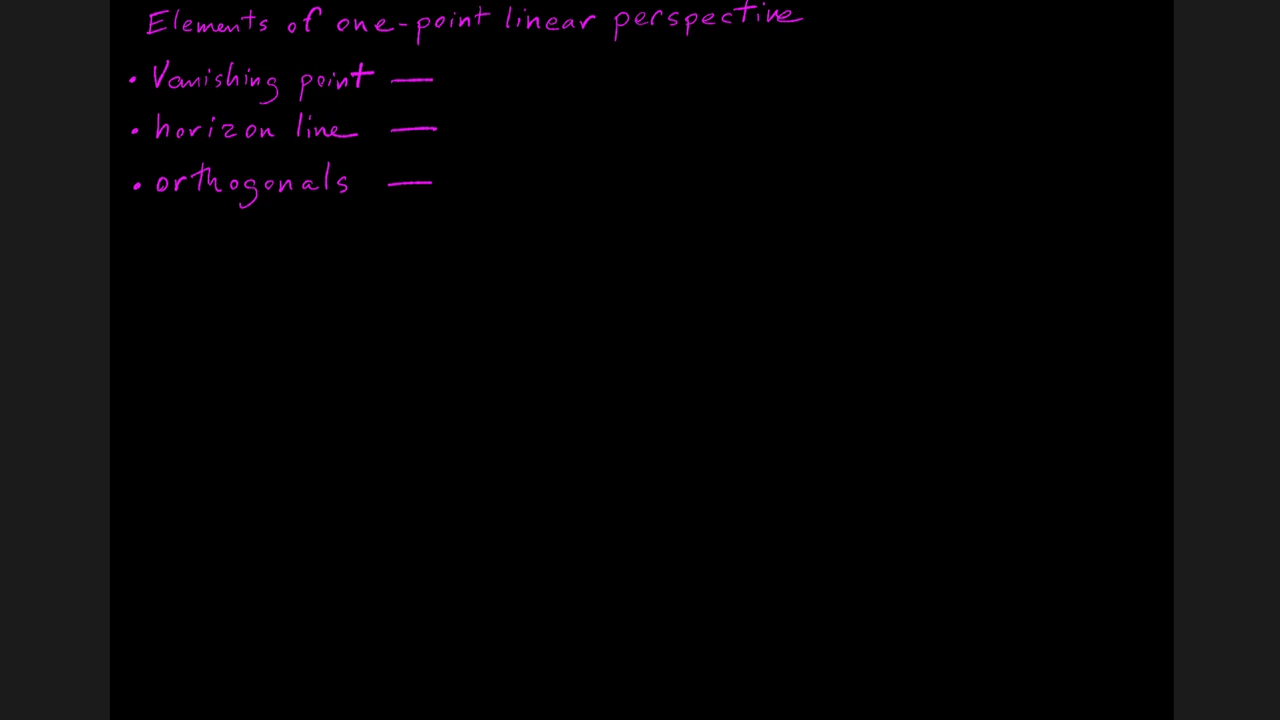 Elements of one-point linear perspective
• Vanishing point —
• horizon line —
• orthogonals —